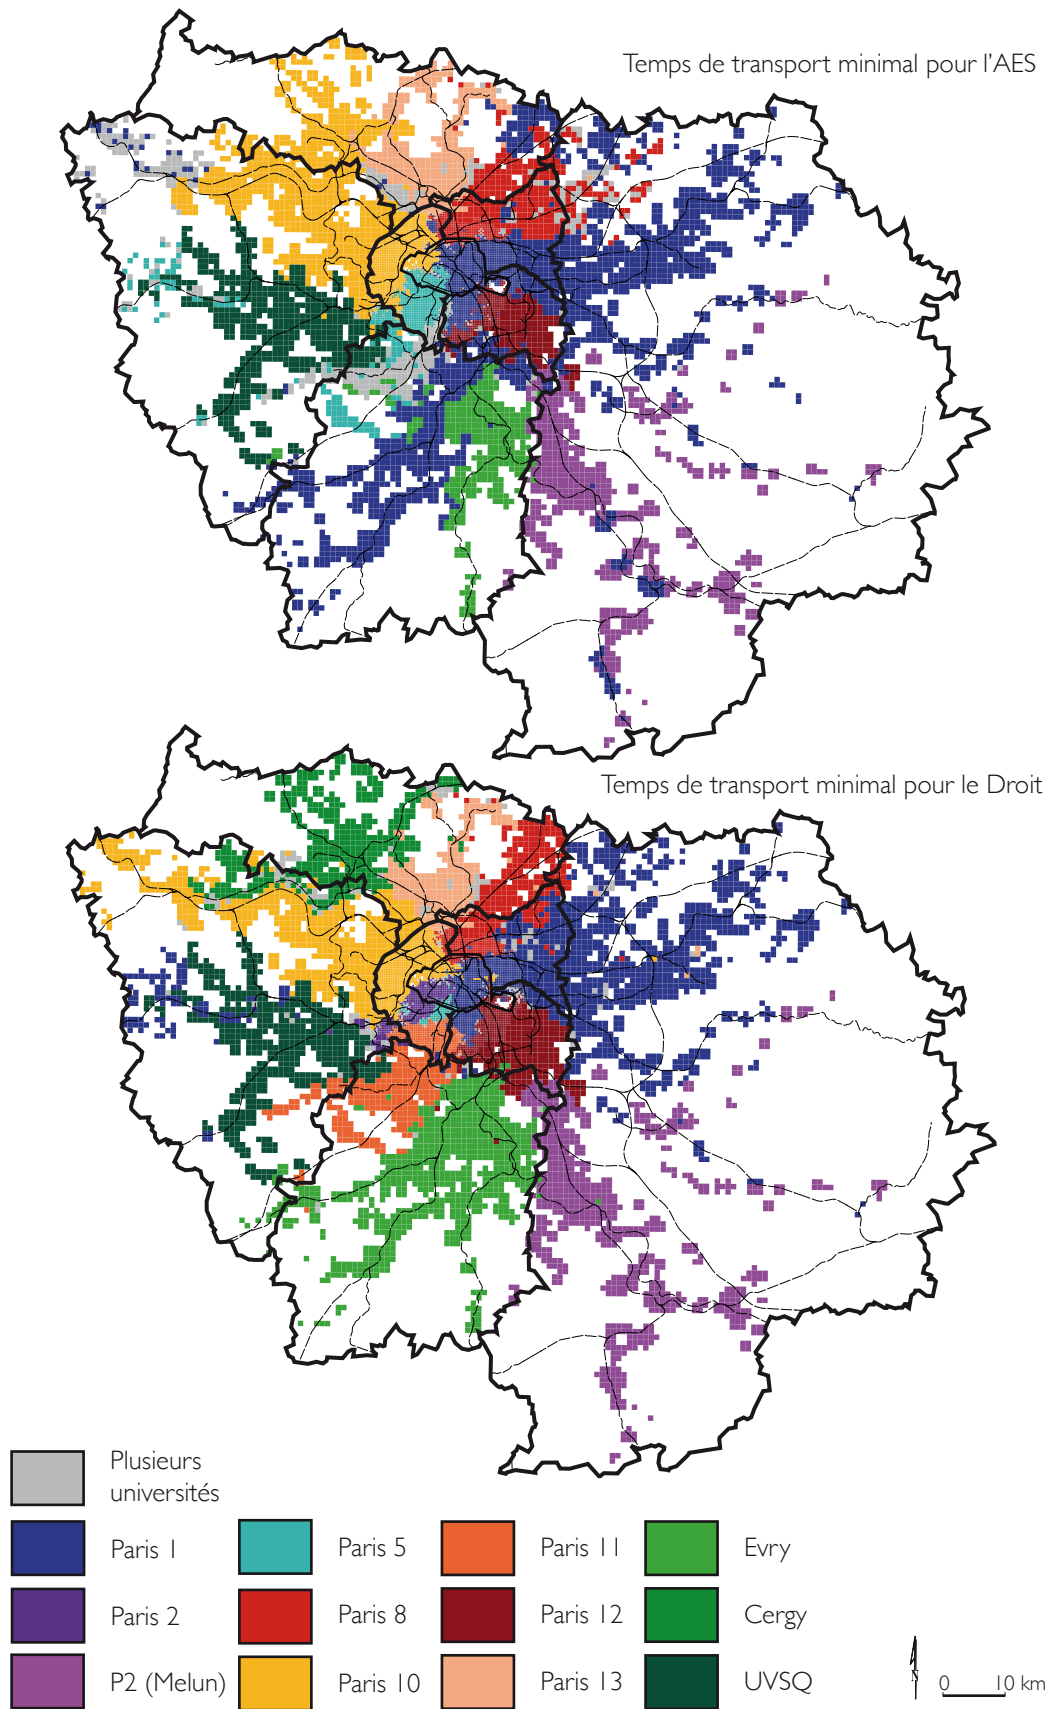 Temps de transport minimal pour l'AES
Temps de transport minimal pour le Droit
Plusieurs
universités
Paris 1
Paris 5
Paris 11
Evry
Paris 2
Paris 8
Paris 12
Cergy
P2 (Melun)
Paris 10
Paris 13
UVSQ
N
0 10 km